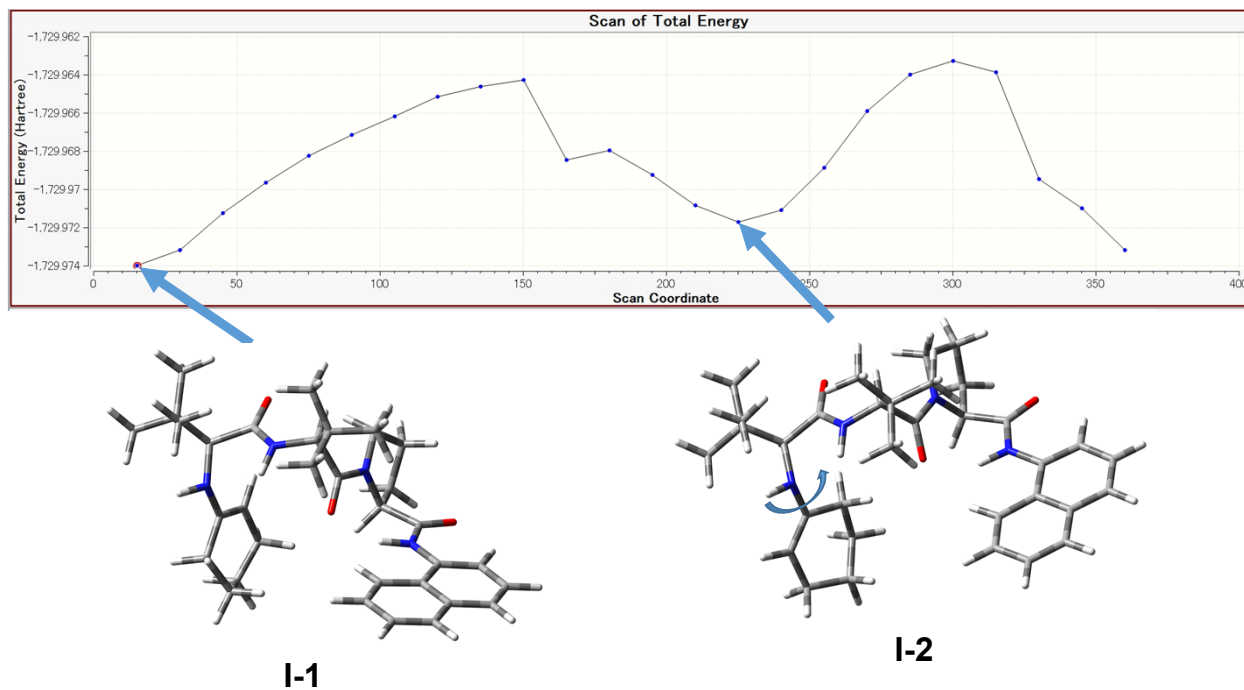 Scan of Total Energy
Total Energy (Hartree)
-1,729.962
-1,729.964
-1,729.966
-1,729.968
-1,729.97
-1,729.972
-1,729.974
0 50 100 150 200 250 300 350 400
Scan Coordinate
I-1
I-2